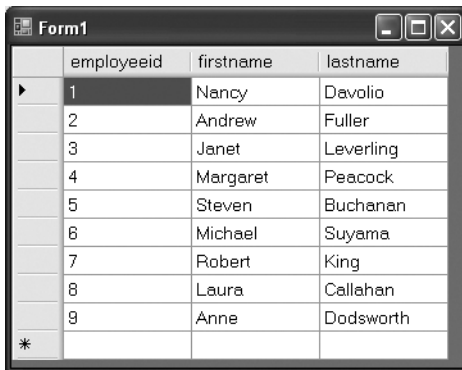 Form1
employeeid firstname lastname
1 Nancy Davolio
2 Andrew Fuller
3 Janet Leverling
4 Margaret Peacock
5 Steven Buchanan
6 Michael Suyama
7 Robert King
8 Laura Callahan
9 Anne Dodsworth